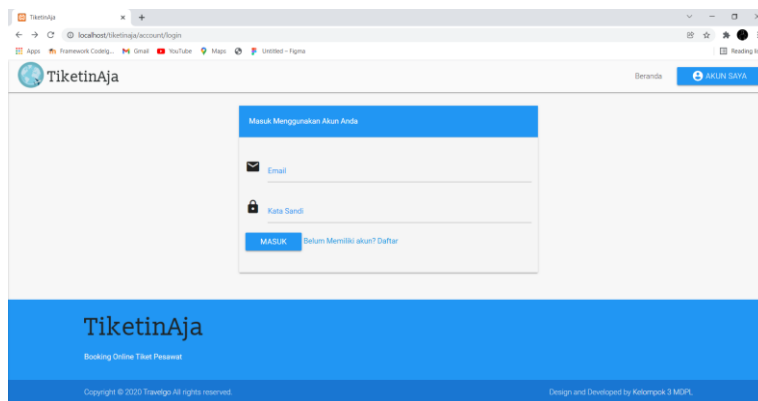 TiketinAja
localhost/tiketinaja/account/login
Apps Framework CodeIg... Gmail YouTube Maps Untitled – Figma Reading li
TiketinAja Beranda AKUN SAYA
Masuk Menggunakan Akun Anda
Email
Kata Sandi
MASUK Belum Memiliki akun? Daftar
TiketinAja
Booking Online Tiket Pesawat
Copyright © 2020 Travelgo All rights reserved. Design and Developed by Kelompok 3 MDPL